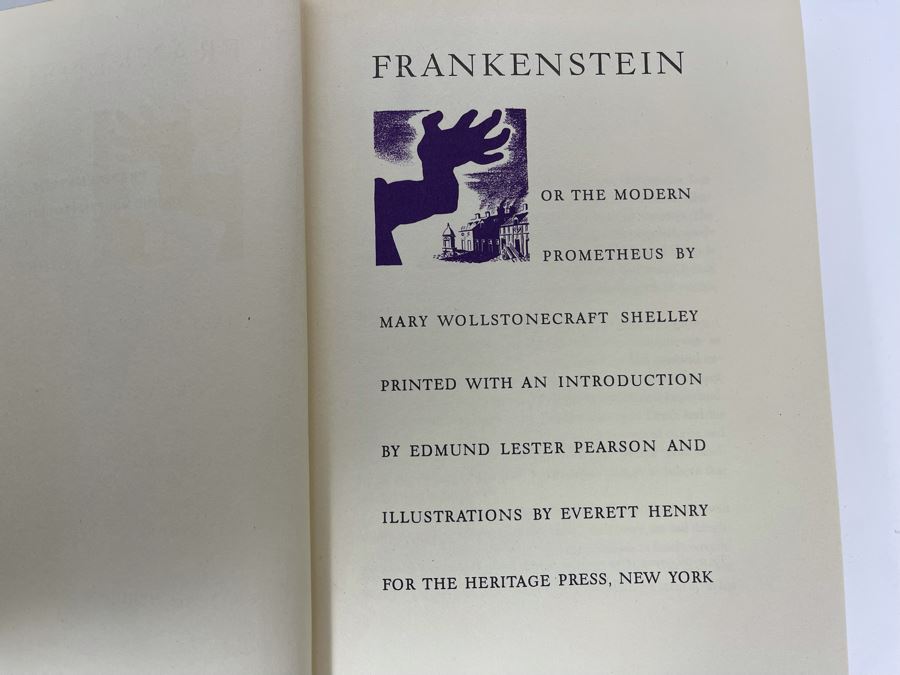 FRANKENSTEIN
OR THE MODERN
PROMETHEUS BY
MARY WOLLSTONECRAFT SHELLEY
PRINTED WITH AN INTRODUCTION
BY EDMUND LESTER PEARSON AND
ILLUSTRATIONS BY EVERETT HENRY
FOR THE HERITAGE PRESS, NEW YORK